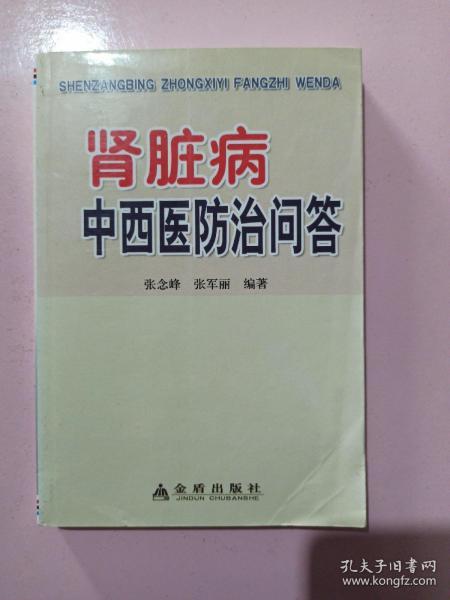 SHENZANGBING ZHONGXIYI FANGZHI WENDA
肾脏病
中西医防治问答
张念峰 张军丽 编著
金盾出版社
JINDUN CHUBANSHE
孔夫子旧书网
www.kongfz.com